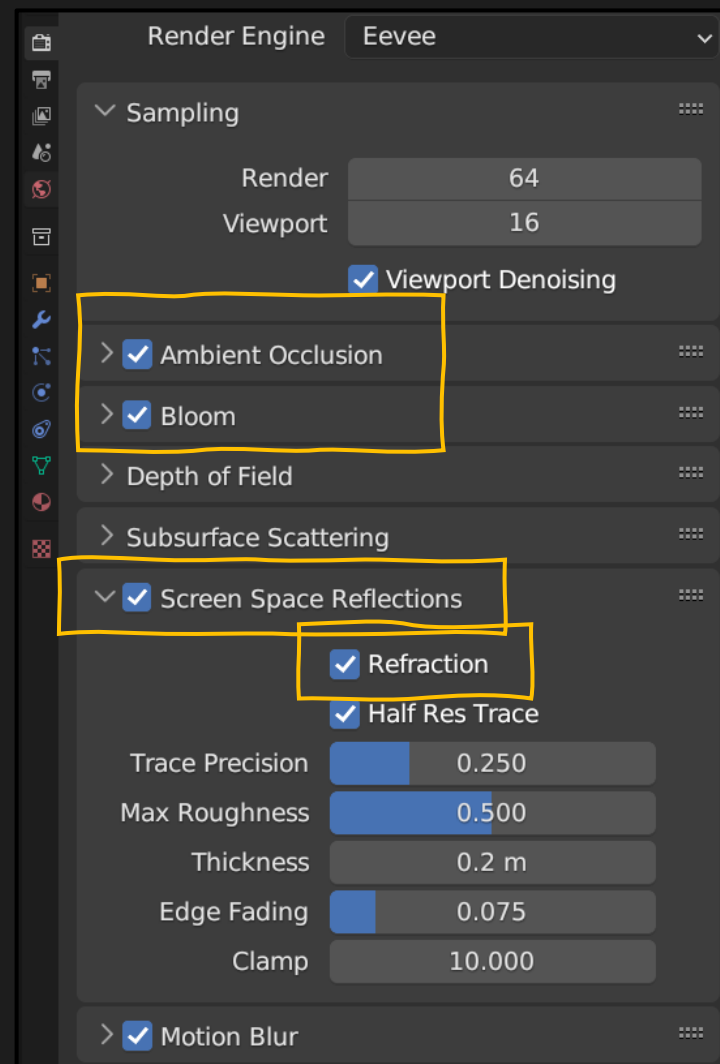 Render Engine Eevee
Sampling
Render 64
Viewport 16
Viewport Denoising
Ambient Occlusion
Bloom
Depth of Field
Subsurface Scattering
Screen Space Reflections
Refraction
Half Res Trace
Trace Precision 0.250
Max Roughness 0.500
Thickness 0.2 m
Edge Fading 0.075
Clamp 10.000
Motion Blur